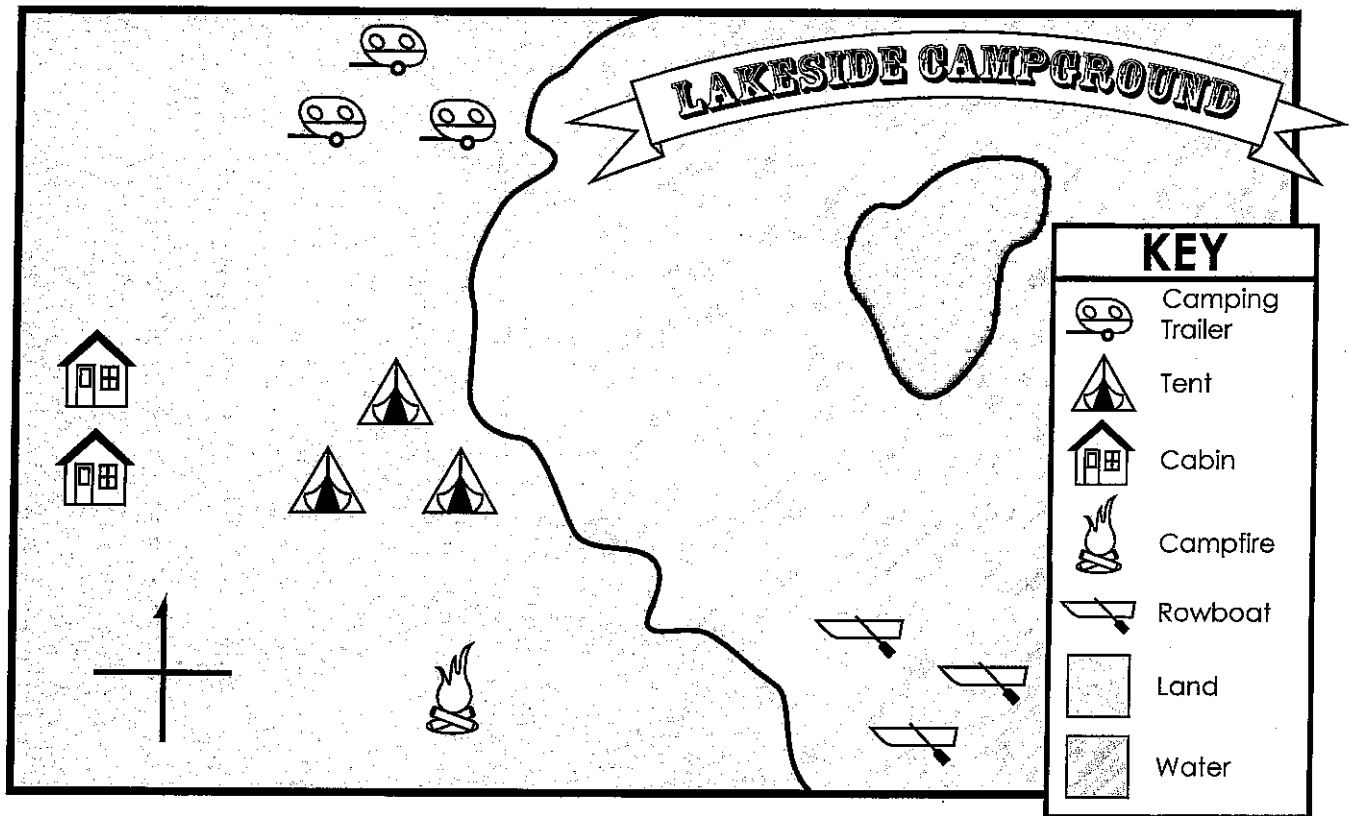 LAKESIDE CAMPGROUND
KEY
Camping
Trailer
Tent
Cabin
Campfire
Rowboat
Land
Water